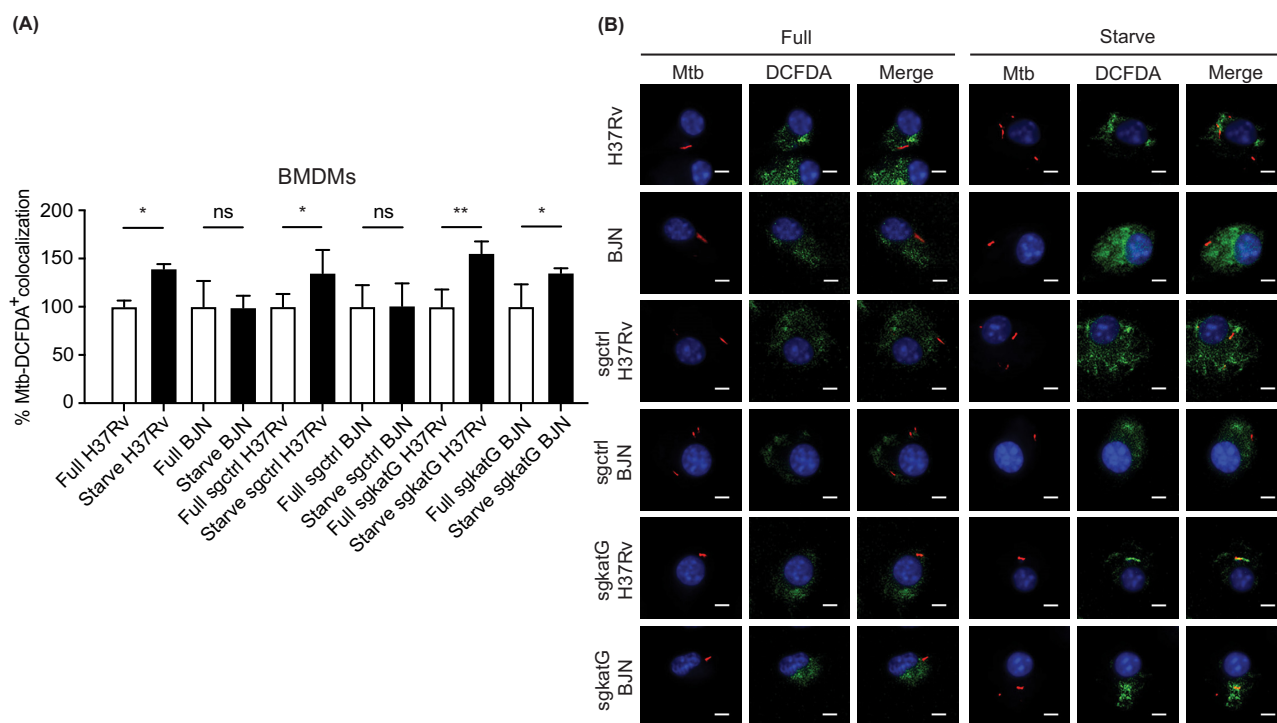 (A)
BMDMs
% Mtb-DCFDA+ colocalization
200
150
100
50
0
* ns * ns ** *
Full H37Rv
Starve H37Rv
Full BJN
Starve BJN
Full sgctrl H37Rv
Starve sgctrl H37Rv
Full sgctrl BJN
Starve sgctrl BJN
Full sgkatG H37Rv
Starve sgkatG H37Rv
Full sgkatG BJN
Starve sgkatG BJN
(B)
Full Starve
Mtb DCFDA Merge Mtb DCFDA Merge
H37Rv
BJN
sgctrl
H37Rv
sgctrl
BJN
sgkatG
H37Rv
sgkatG
BJN